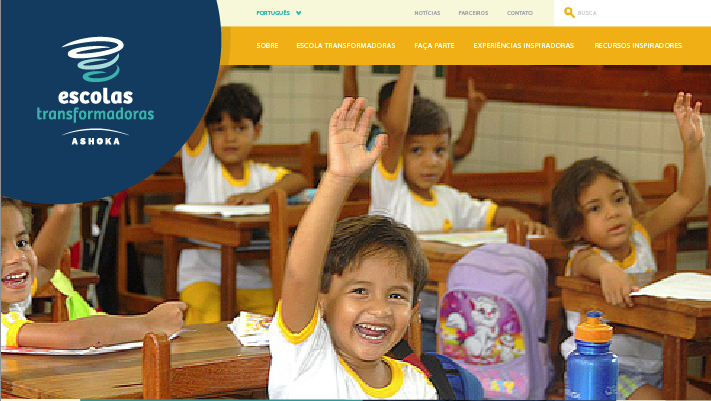 PORTUGUÊS
NOTÍCIAS
PARCEIROS
CONTATO
BUSCA
SOBRE
ESCOLA TRANSFORMADORAS
FAÇA PARTE
EXPERIÊNCIAS INSPIRADORAS
RECURSOS INSPIRADORES
escolas
transformadoras
ASHOKA